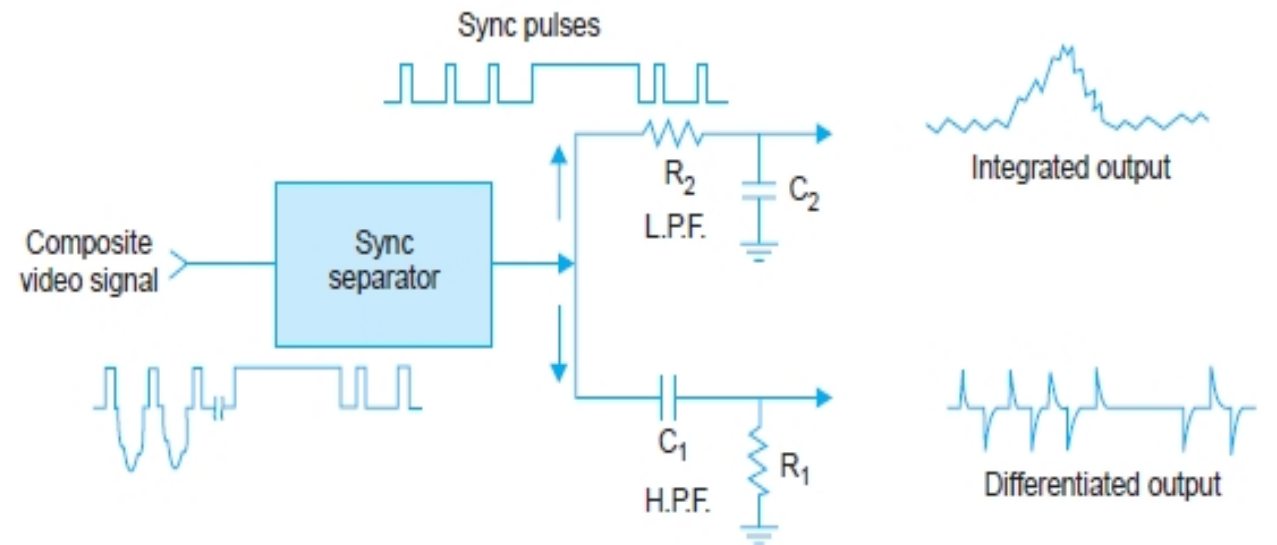 Sync pulses
Integrated output
R2
C2
L.P.F.
Composite
video signal
Sync
separator
C1
R1
H.P.F.
Differentiated output